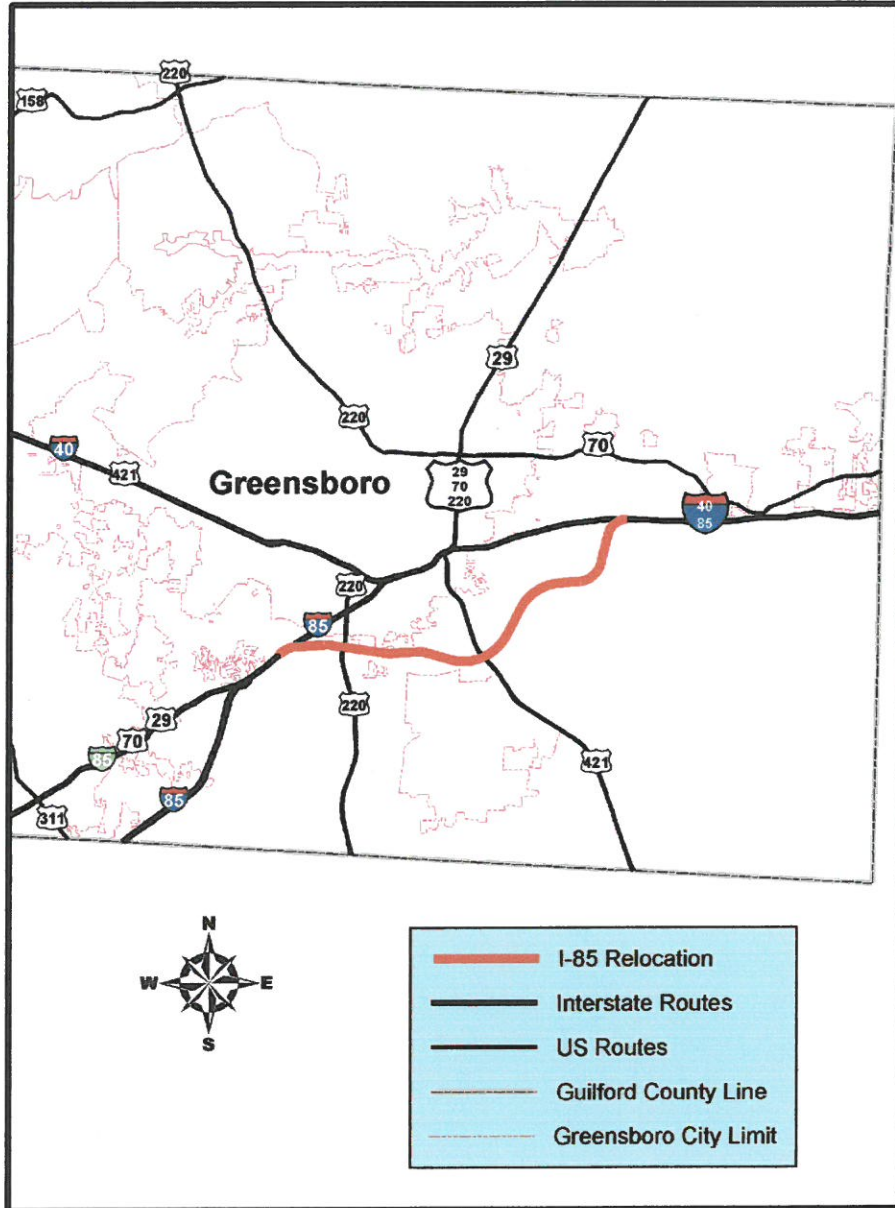 220
158
29
220
70
40
421
Greensboro
29
70
220
40
85
220
85
220
29
70
85
421
85
311
N
W
E
S
I-85 Relocation
Interstate Routes
US Routes
Guilford County Line
Greensboro City Limit